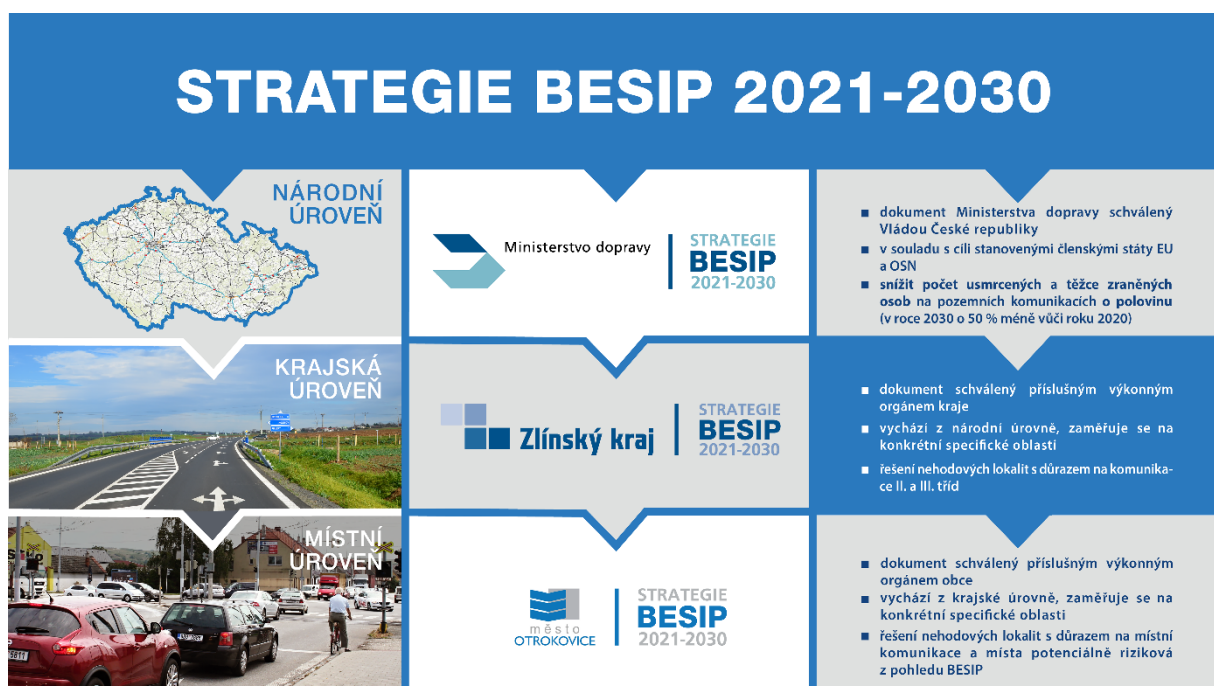 STRATEGIE BESIP 2021-2030
NÁRODNÍ
ÚROVEŇ
Ministerstvo dopravy
STRATEGIE
BESIP
2021-2030
■ dokument Ministerstva dopravy schválený
Vládou České republiky
■ v souladu s cíli stanovenými členskými státy EU
a OSN
■ snížit počet usmrcených a těžce zraněných
osob na pozemních komunikacích o polovinu
(v roce 2030 o 50 % méně vůči roku 2020)
KRAJSKÁ
ÚROVEŇ
Zlínský kraj
STRATEGIE
BESIP
2021-2030
■ dokument schválený příslušným výkonným
orgánem kraje
■ vychází z národní úrovně, zaměřuje se na
konkrétní specifické oblasti
■ řešení nehodových lokalit s důrazem na komunika-
ce II. a III. tříd
MÍSTNÍ
ÚROVEŇ
město
OTROKOVICE
STRATEGIE
BESIP
2021-2030
■ dokument schválený příslušným výkonným
orgánem obce
■ vychází z krajské úrovně, zaměřuje se na
konkrétní specifické oblasti
■ řešení nehodových lokalit s důrazem na místní
komunikace a místa potenciálně riziková
z pohledu BESIP